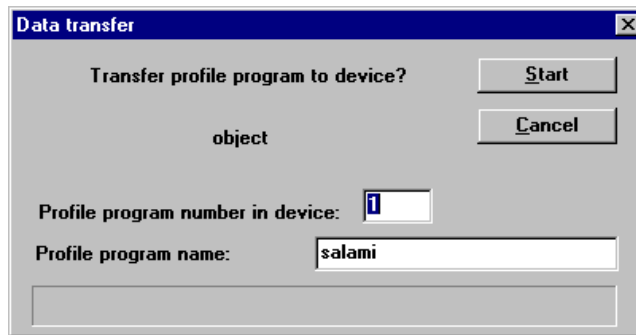 Data transfer
Transfer profile program to device?
Start
Cancel
object
Profile program number in device: 1
Profile program name: salami